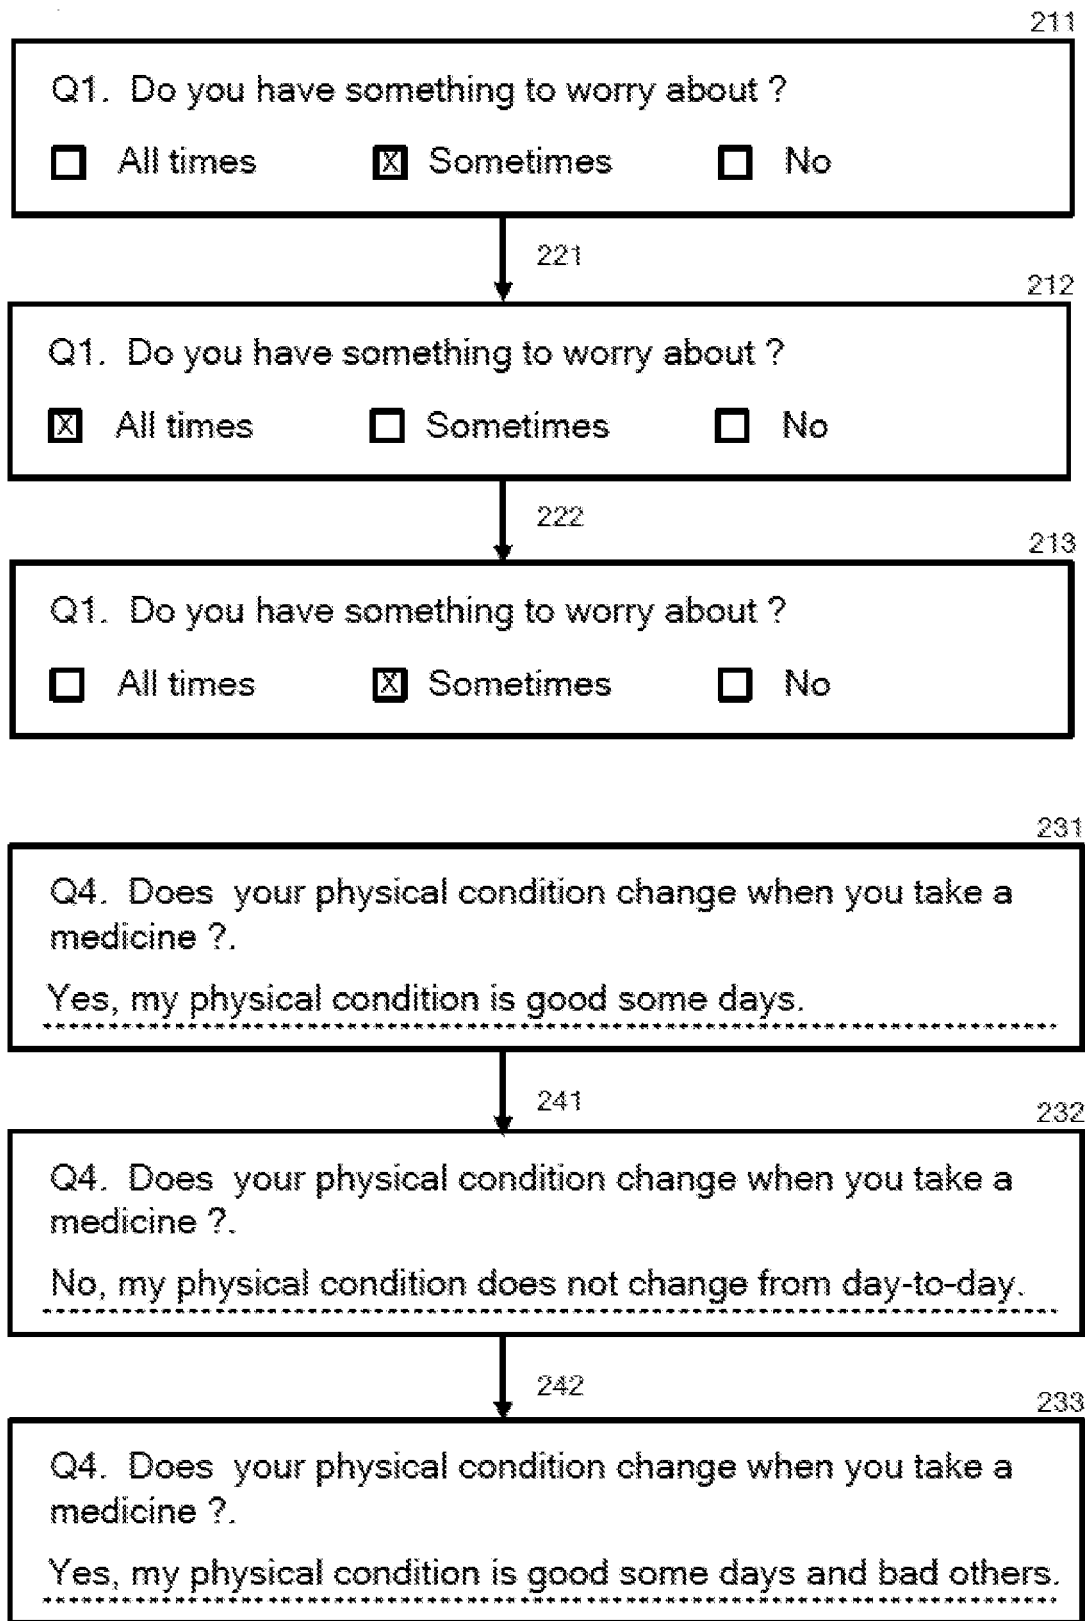 211
Q1. Do you have something to worry about ?
All times X Sometimes No
221
212
Q1. Do you have something to worry about ?
X All times Sometimes No
222
213
Q1. Do you have something to worry about ?
All times X Sometimes No
231
Q4. Does your physical condition change when you take a
medicine ?.
Yes, my physical condition is good some days.
241
232
Q4. Does your physical condition change when you take a
medicine ?.
No, my physical condition does not change from day-to-day.
242
233
Q4. Does your physical condition change when you take a
medicine ?.
Yes, my physical condition is good some days and bad others.